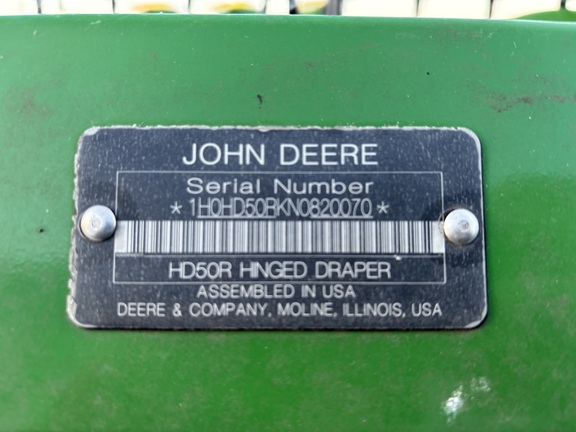 JOHN DEERE
Serial Number
*1H0HD50RKN0820070*
HD50R HINGED DRAPER
ASSEMBLED IN USA
DEERE & COMPANY, MOLINE, ILLINOIS, USA